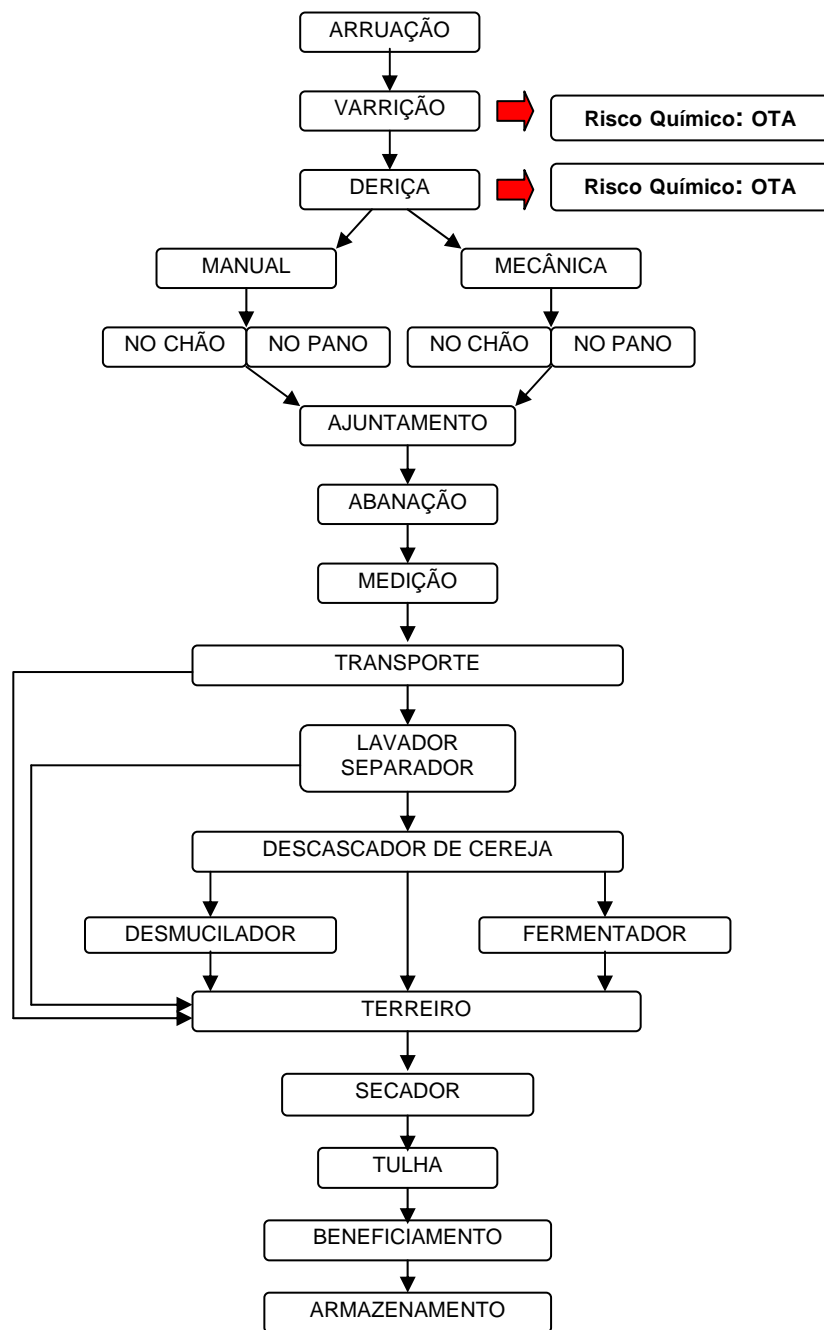 ARRUAÇÃO
VARRIÇÃO
Risco Químico: OTA
DERIÇA
Risco Químico: OTA
MANUAL
MECÂNICA
NO CHÃO
NO PANO
NO CHÃO
NO PANO
AJUNTAMENTO
ABANAÇÃO
MEDIÇÃO
TRANSPORTE
LAVADOR
SEPARADOR
DESCASCADOR DE CEREJA
DESMUCILADOR
FERMENTADOR
TERREIRO
SECADOR
TULHA
BENEFICIAMENTO
ARMAZENAMENTO